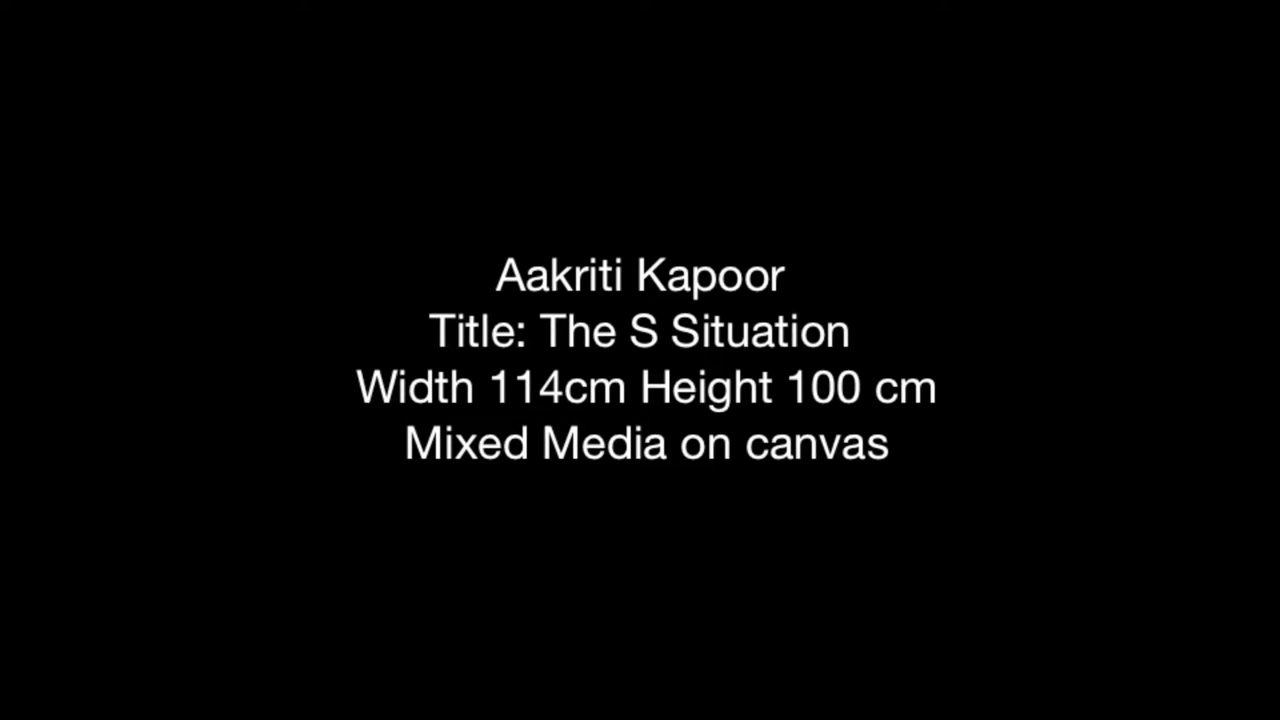 Aakriti Kapoor
Title: The S Situation
Width 114cm Height 100 cm
Mixed Media on canvas